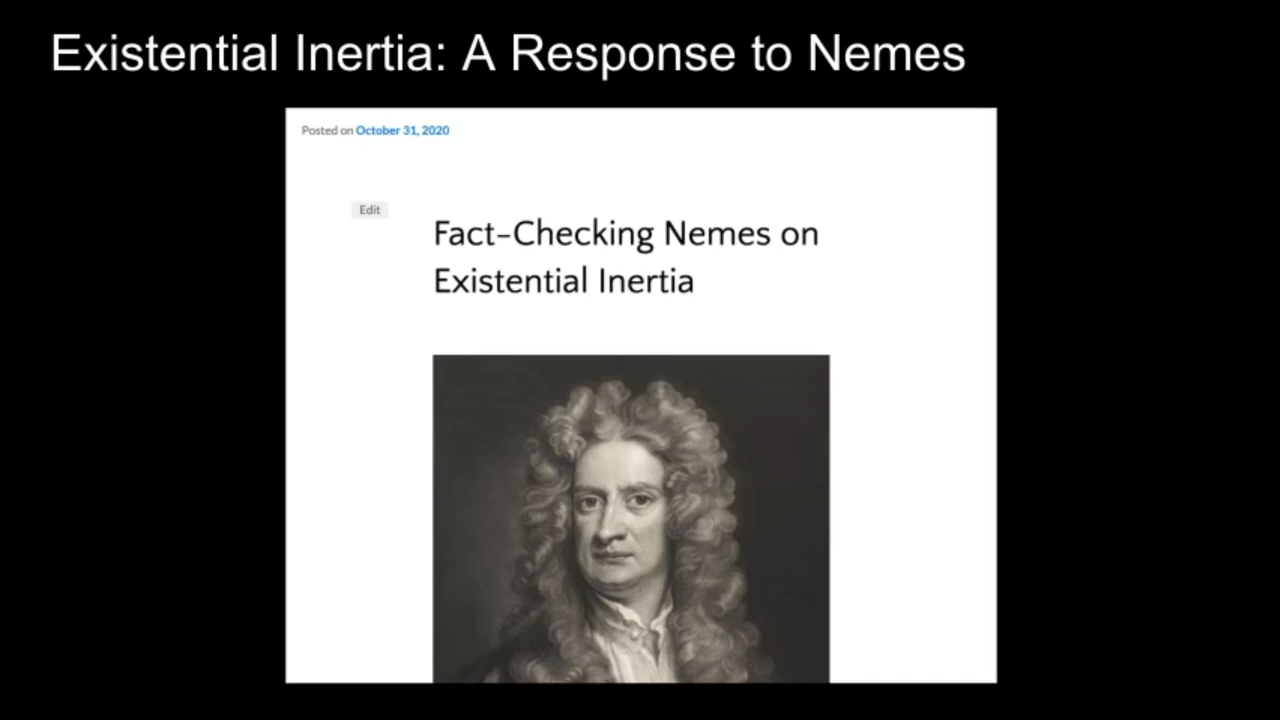 Existential Inertia: A Response to Nemes
Posted on October 31, 2020
Edit
Fact-Checking Nemes on
Existential Inertia